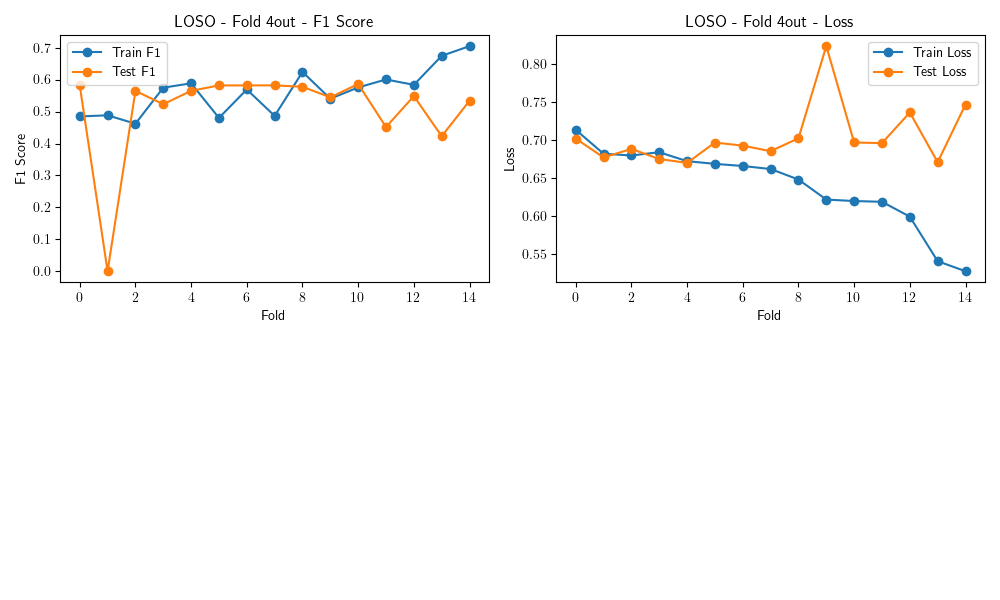 LOSO - Fold 4out - F1 Score
0.7
0.6
0.5
0.4
0.3
0.2
0.1
0.0
F1 Score
Train F1
Test F1
0 2 4 6 8 10 12 14
Fold
LOSO - Fold 4out - Loss
0.80
0.75
0.70
0.65
0.60
0.55
Loss
Train Loss
Test Loss
0 2 4 6 8 10 12 14
Fold